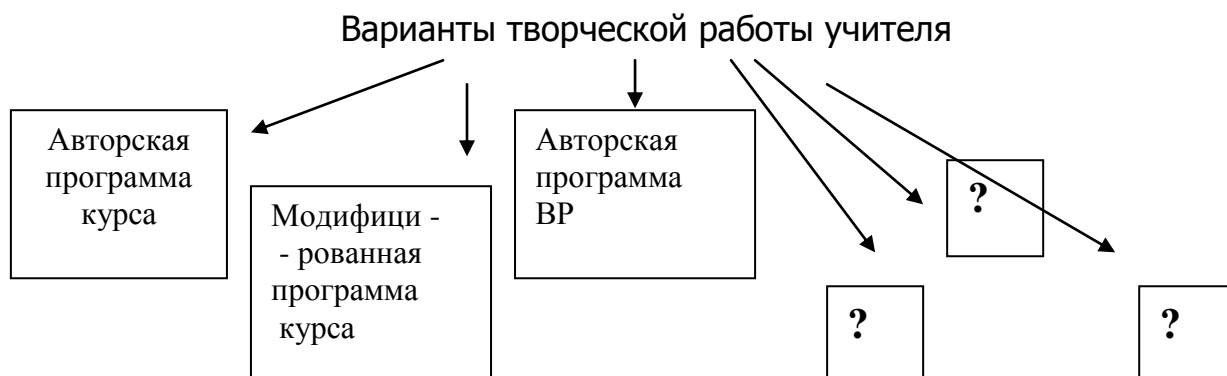 Варианты творческой работы учителя
Авторская
программа
курса
Модифици -
- рованная
программа
курса
Авторская
программа
ВР
?
?
?